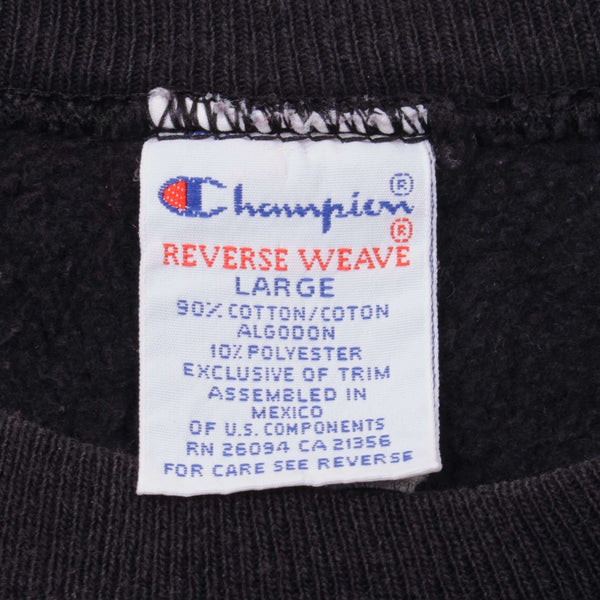 Champion®
REVERSE WEAVE®
LARGE
90% COTTON/COTON
ALGODON
10% POLYESTER
EXCLUSIVE OF TRIM
ASSEMBLED IN
MEXICO
OF U.S. COMPONENTS
RN 26094 CA 21356
FOR CARE SEE REVERSE